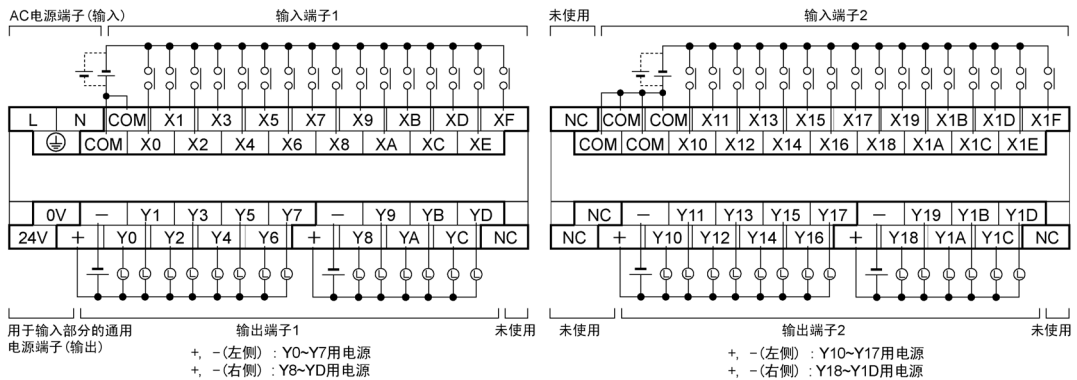 AC电源端子(输入) 输入端子1 未使用 输入端子2
L N COM X1 X3 X5 X7 X9 XB XD XF NC COM COM X11 X13 X15 X17 X19 X1B X1D X1F
COM X0 X2 X4 X6 X8 XA XC XE COM COM X10 X12 X14 X16 X18 X1A X1C X1E
0V − Y1 Y3 Y5 Y7 − Y9 YB YD NC − Y11 Y13 Y15 Y17 − Y19 Y1B Y1D
24V + Y0 Y2 Y4 Y6 + Y8 YA YC NC NC + Y10 Y12 Y14 Y16 + Y18 Y1A Y1C NC
L L L L L L L L L L L L L L L L L L L L L L L L L L L L
用于输入部分的通用 输出端子1 未使用 未使用 输出端子2 未使用
电源端子(输出)
+, −(左侧) : Y0~Y7用电源 +, −(左侧) : Y10~Y17用电源
+, −(右侧) : Y8~YD用电源 +, −(右侧) : Y18~Y1D用电源